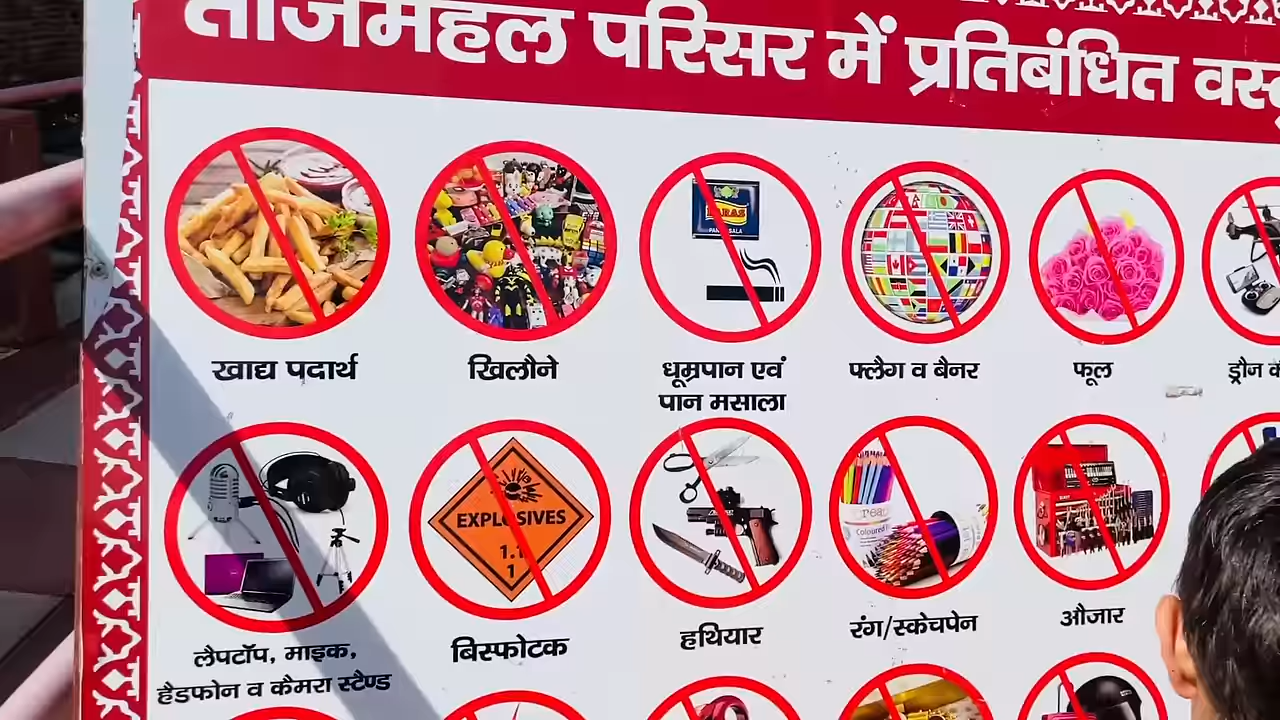 ताजमहल परिसर में प्रतिबंधित
खाद्य पदार्थ
खिलौने
धूम्रपान एवं
पान मसाला
फ्लैग व बैनर
फूल
ड्रौन
लैपटॉप, माइक,
हैडफोन व कैमरा स्टैण्ड
EXPLOSIVES
1.1
1
बिस्फोटक
हथियार
रंग/स्केचपेन
औजार